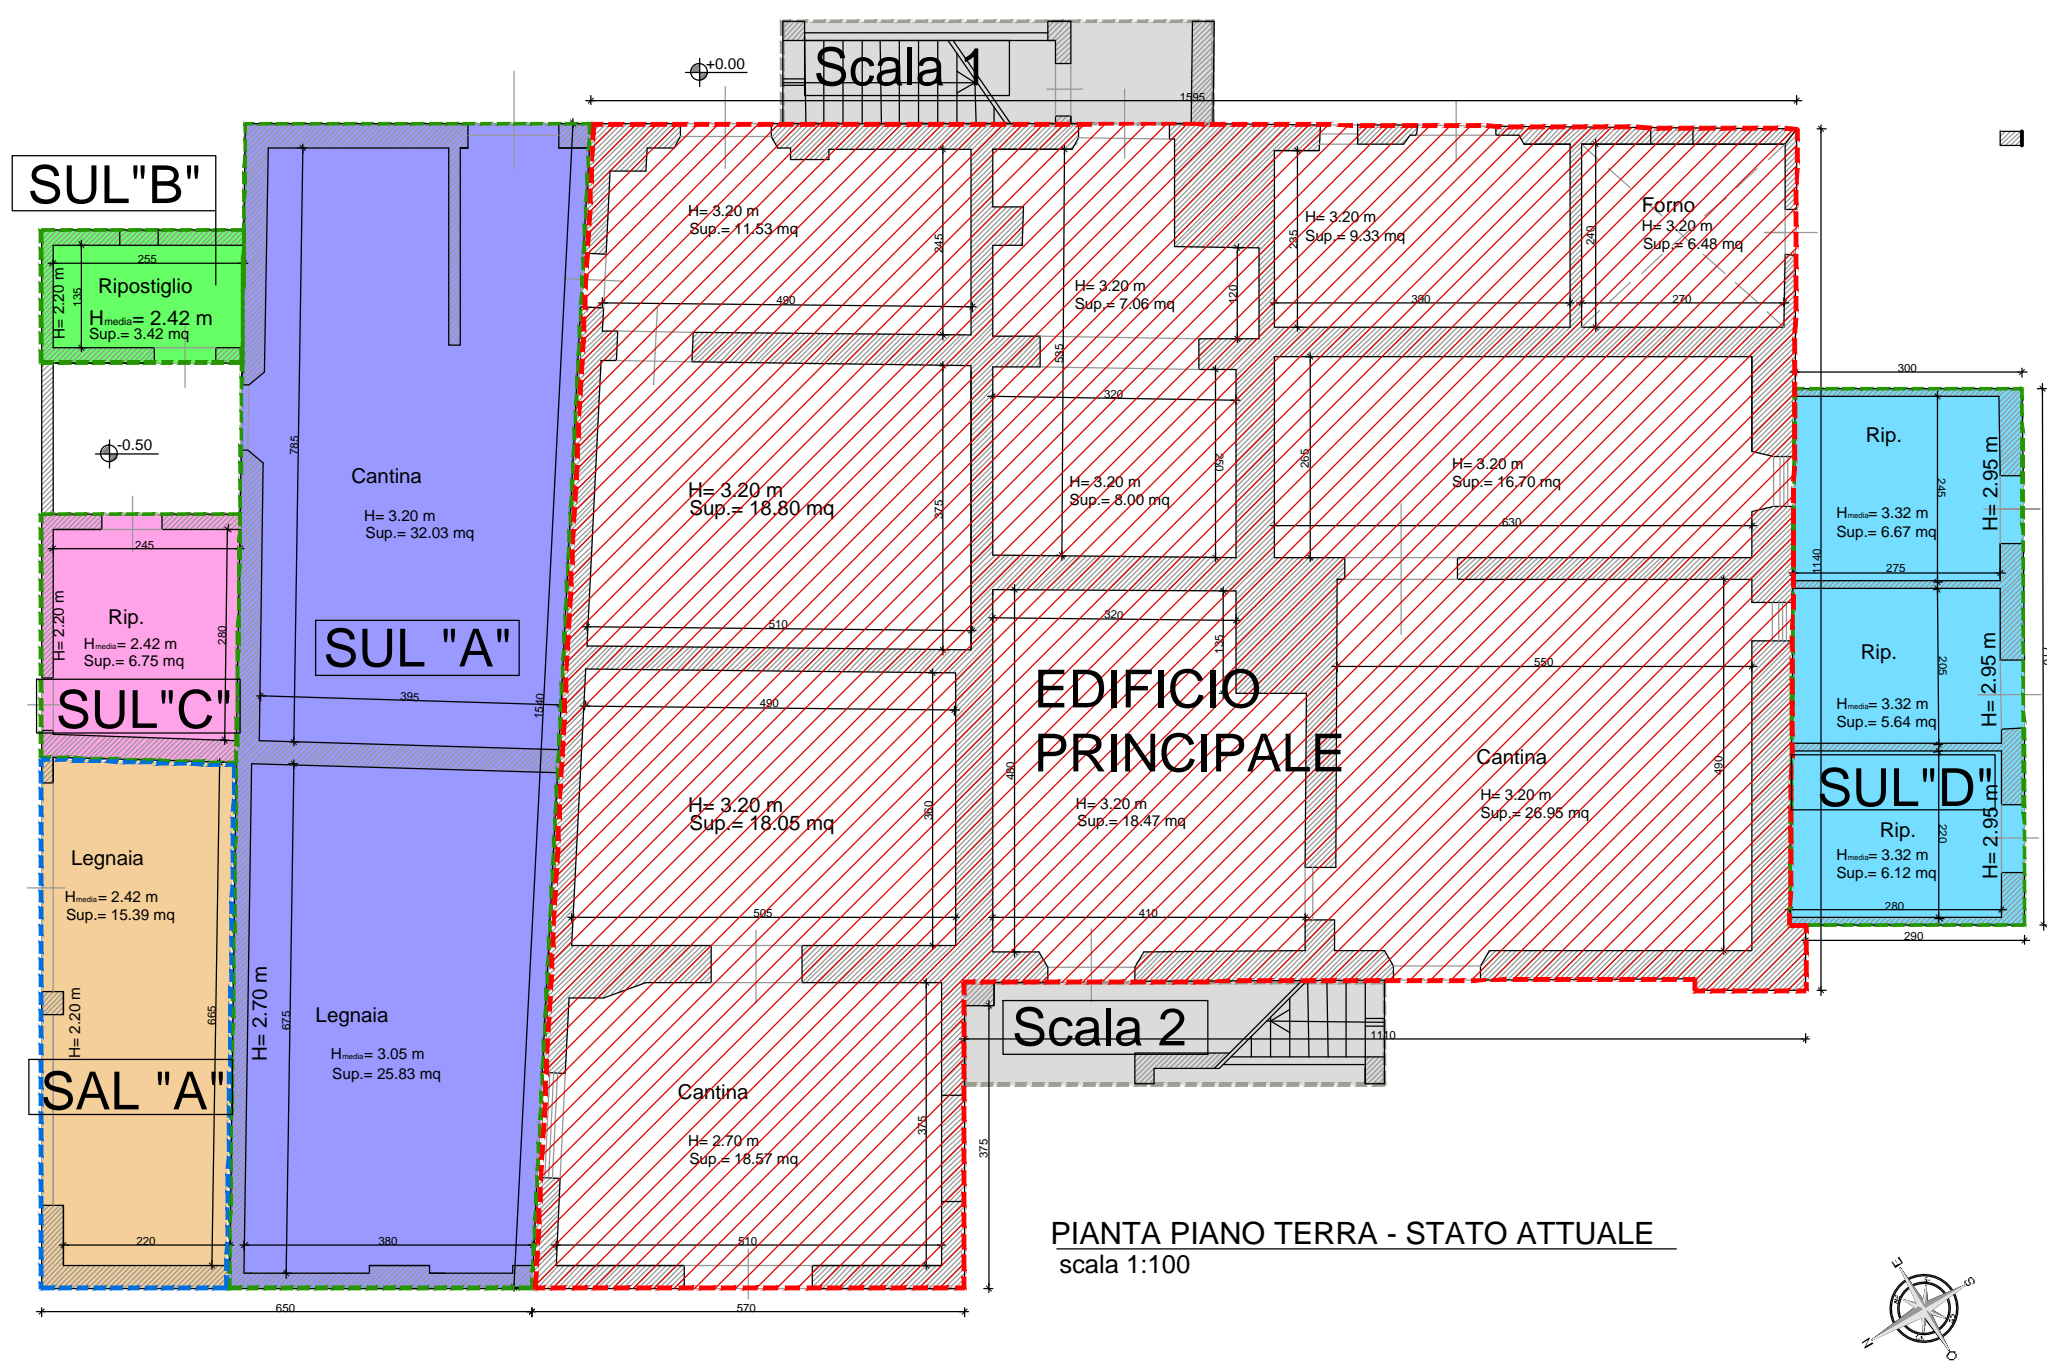 +0.00
Scala 1
1595
SUL"B"
255
H= 2.20 m
135
Ripostiglio
Hmedia= 2.42 m
Sup.= 3.42 mq
-0.50
245
H= 2.20 m
280
Rip.
Hmedia= 2.42 m
Sup.= 6.75 mq
SUL"C"
Legnaia
Hmedia= 2.42 m
Sup.= 15.39 mq
H= 2.20 m
665
SAL "A"
220
785
Cantina
H= 3.20 m
Sup.= 32.03 mq
SUL "A"
395
1540
H= 2.70 m
675
Legnaia
Hmedia= 3.05 m
Sup.= 25.83 mq
380
650
H= 3.20 m
Sup.= 11.53 mq
245
490
H= 3.20 m
Sup.= 18.80 mq
375
510
490
H= 3.20 m
Sup.= 18.05 mq
360
505
Cantina
H= 2.70 m
Sup.= 18.57 mq
375
510
570
375
H= 3.20 m
Sup.= 7.06 mq
120
535
320
H= 3.20 m
Sup.= 8.00 mq
250
320
135
EDIFICIO
PRINCIPALE
480
H= 3.20 m
Sup.= 18.47 mq
410
H= 3.20 m
Sup.= 9.33 mq
235
390
Forno
H= 3.20 m
Sup.= 6.48 mq
240
270
265
H= 3.20 m
Sup.= 16.70 mq
630
550
Cantina
H= 3.20 m
Sup.= 26.95 mq
490
1140
300
Rip.
Hmedia= 3.32 m
Sup.= 6.67 mq
245
H= 2.95 m
275
Rip.
Hmedia= 3.32 m
Sup.= 5.64 mq
205
H= 2.95 m
SUL"D"
Rip.
Hmedia= 3.32 m
Sup.= 6.12 mq
220
H= 2.95 m
280
290
Scala 2
1110
PIANTA PIANO TERRA - STATO ATTUALE
scala 1:100
E
S
N
O